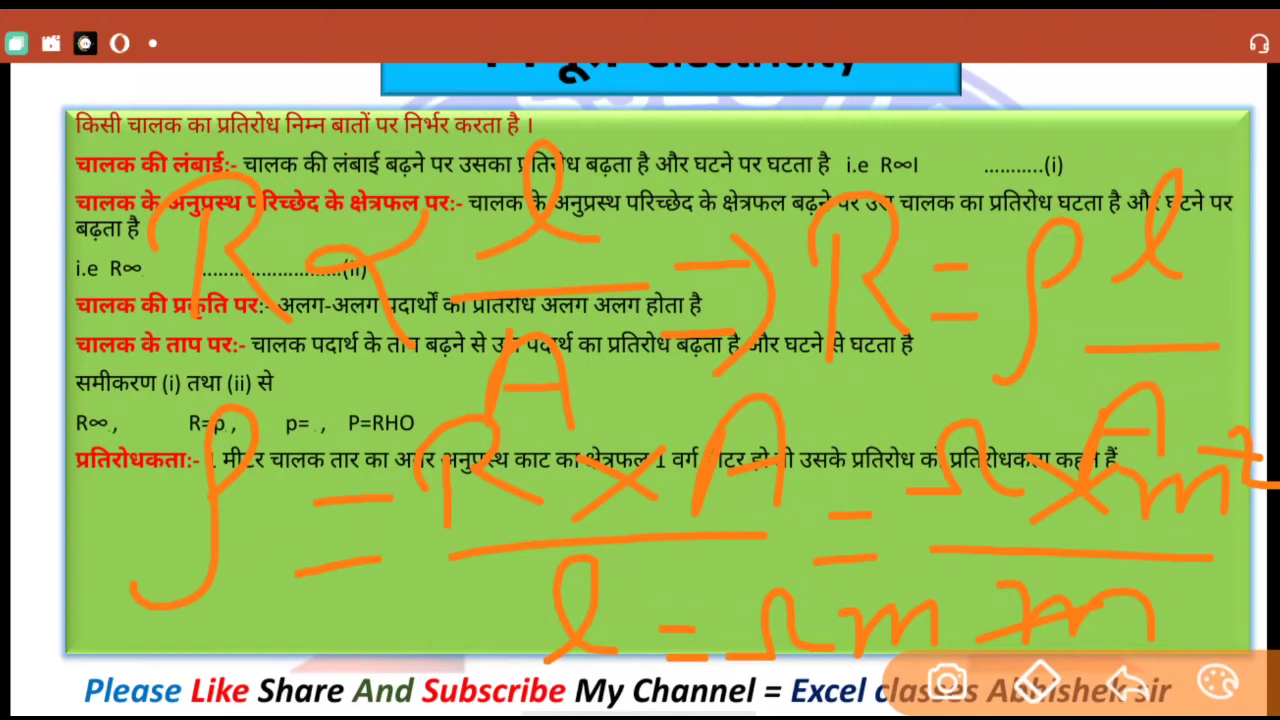 electricity
किसी चालक का प्रतिरोध निम्न बातों पर निर्भर करता है ।
चालक की लंबाई:- चालक की लंबाई बढ़ने पर उसका प्रतिरोध बढ़ता है और घटने पर घटता है i.e R∞l ...........(i)
चालक के अनुप्रस्थ परिच्छेद के क्षेत्रफल पर:- चालक के अनुप्रस्थ परिच्छेद के क्षेत्रफल बढ़ने पर उस चालक का प्रतिरोध घटता है और घटने पर
बढ़ता है
i.e R∞ ..........................(ii)
चालक की प्रकृति पर:- अलग-अलग पदार्थों का प्रतिरोध अलग अलग होता है
चालक के ताप पर:- चालक पदार्थ के ताप बढ़ने से उस पदार्थ का प्रतिरोध बढ़ता है और घटने से घटता है
समीकरण (i) तथा (ii) से
R∞ , R=p , p= , P=RHO
प्रतिरोधकता:- 1 मीटर चालक तार का अगर अनुप्रस्थ काट का क्षेत्रफल 1 वर्ग मीटर हो तो उसके प्रतिरोध को प्रतिरोधकता कहते हैं
R ∝ l / A ⇒ R = ρ l / A
ρ = R × A / l = Ω × m² / m
= Ω m
Please Like Share And Subscribe My Channel = Excel classes Abhishek sir